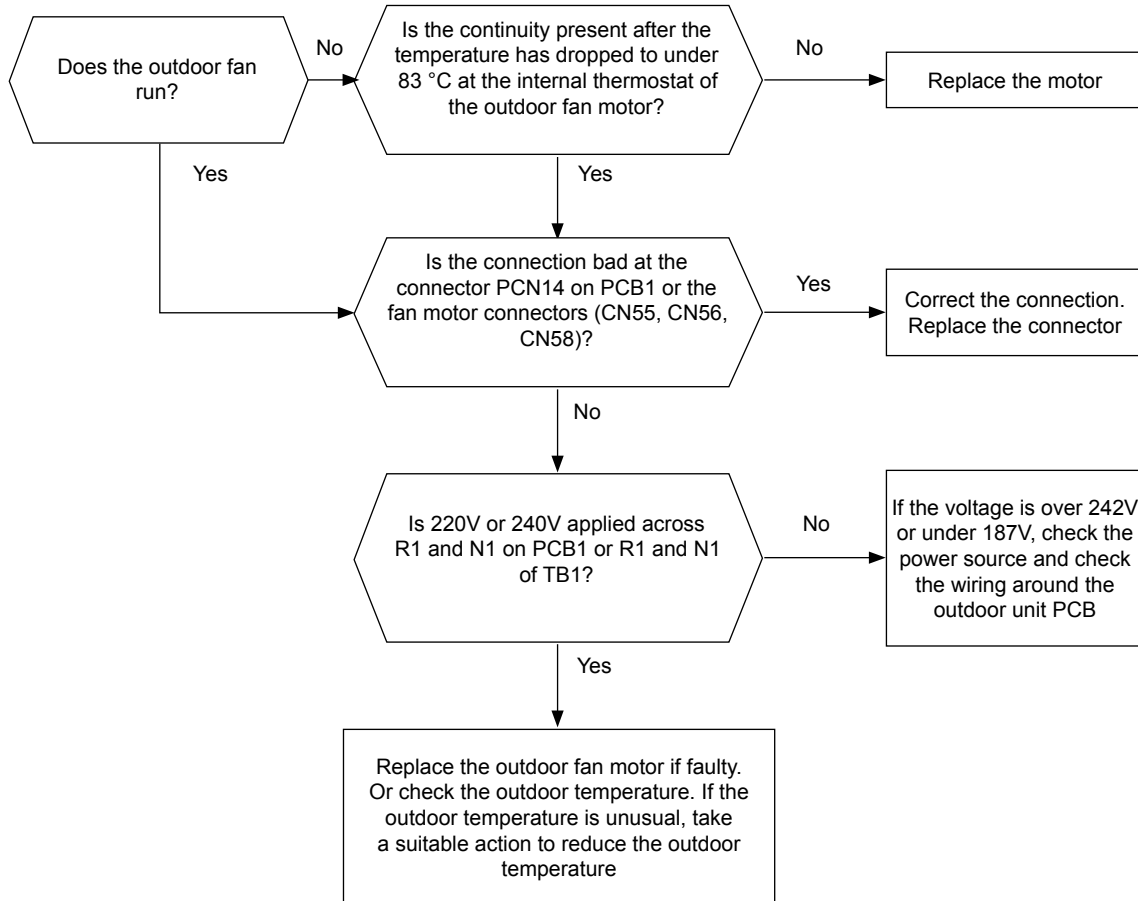 Does the outdoor fan
run?
No
Is the continuity present after the
temperature has dropped to under
83 °C at the internal thermostat of
the outdoor fan motor?
No
Replace the motor
Yes
Yes
Is the connection bad at the
connector PCN14 on PCB1 or the
fan motor connectors (CN55, CN56,
CN58)?
Yes
Correct the connection.
Replace the connector
No
Is 220V or 240V applied across
R1 and N1 on PCB1 or R1 and N1
of TB1?
No
If the voltage is over 242V
or under 187V, check the
power source and check
the wiring around the
outdoor unit PCB
Yes
Replace the outdoor fan motor if faulty.
Or check the outdoor temperature. If the
outdoor temperature is unusual, take
a suitable action to reduce the outdoor
temperature